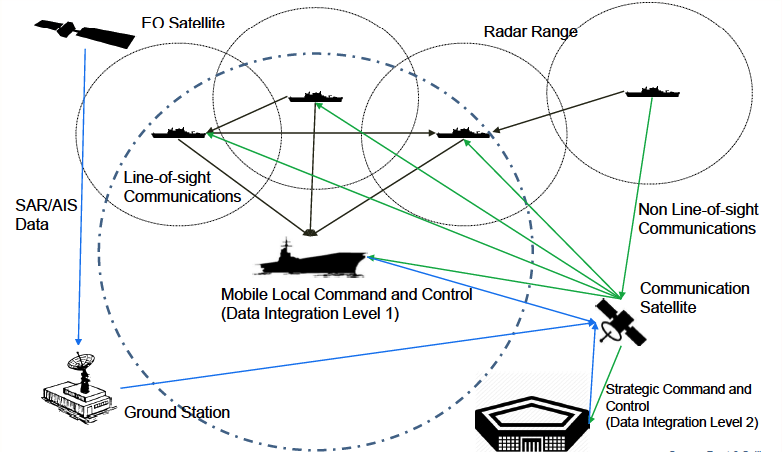 EO Satellite
Radar Range
Line-of-sight
Communications
SAR/AIS
Data
Non Line-of-sight
Communications
Mobile Local Command and Control
(Data Integration Level 1)
Communication
Satellite
Ground Station
Strategic Command and
Control
(Data Integration Level 2)